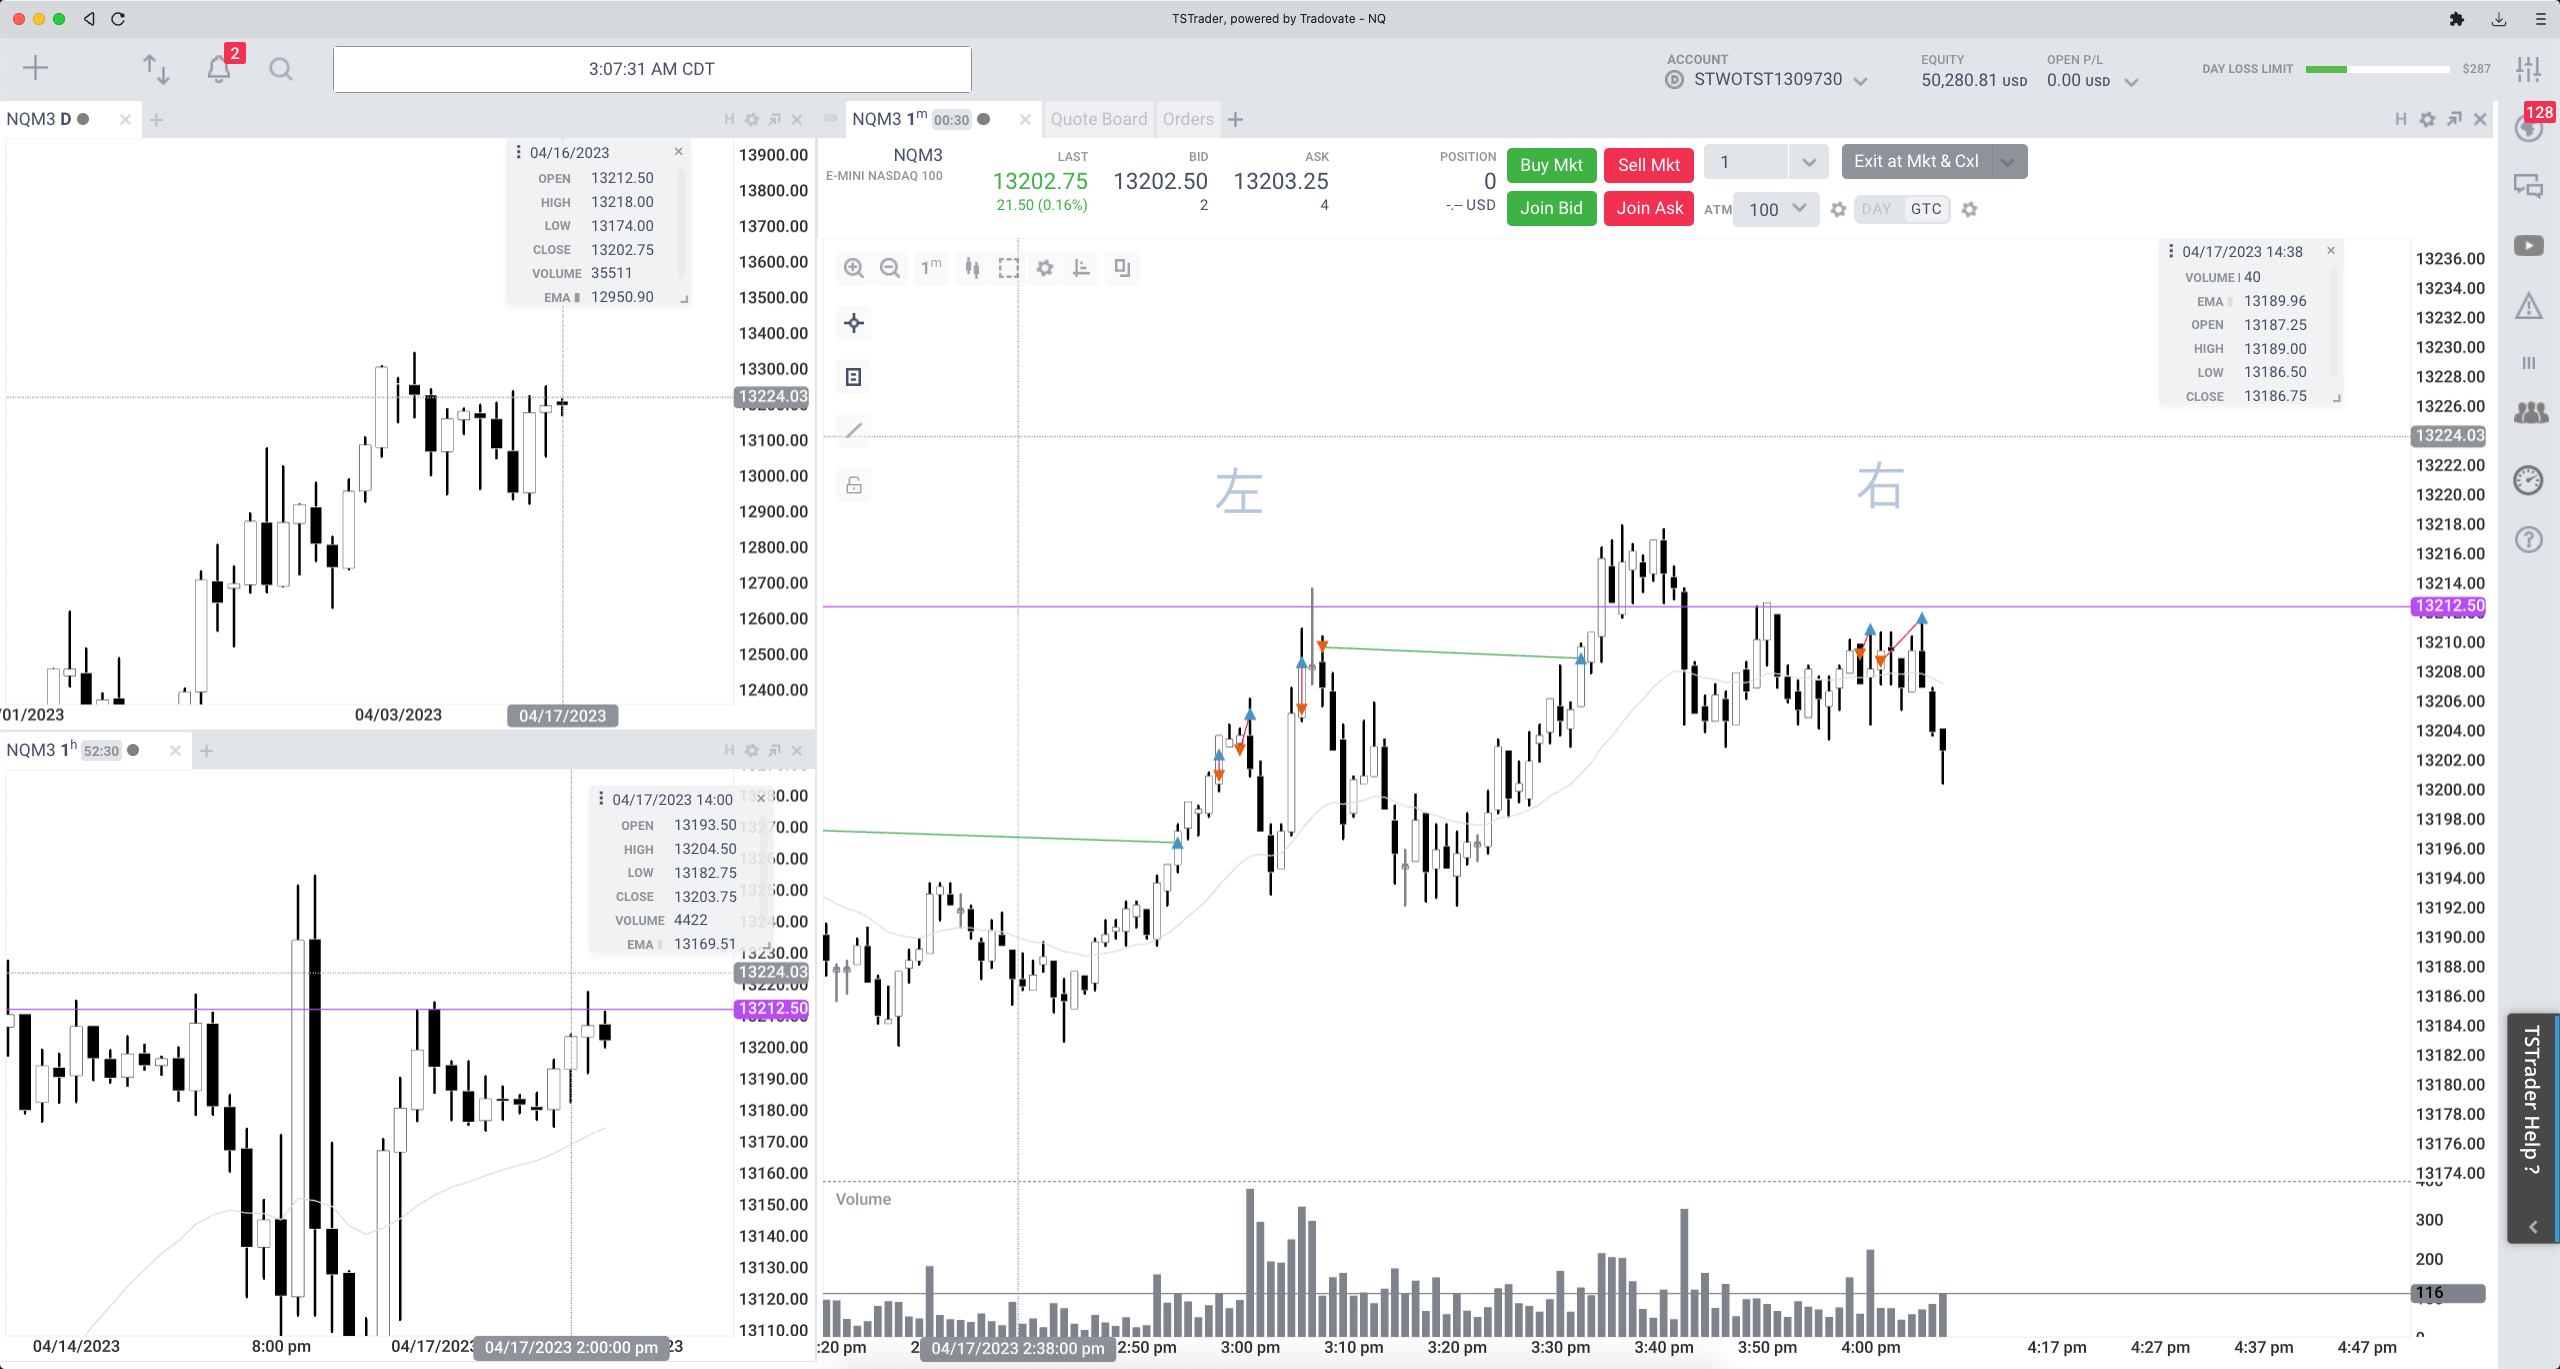 TSTrader, powered by Tradovate - NQ
2
3:07:31 AM CDT
ACCOUNT
D STWOTST1309730
EQUITY
50,280.81 USD
OPEN P/L
0.00 USD
DAY LOSS LIMIT $287
NQM3 D
H
NQM3 1m 00:30
Quote Board
Orders
H
128
04/16/2023
OPEN 13212.50
HIGH 13218.00
LOW 13174.00
CLOSE 13202.75
VOLUME 35511
EMA 12950.90
13900.00
13800.00
13700.00
13600.00
13500.00
13400.00
13300.00
13224.03
13100.00
13000.00
12900.00
12800.00
12700.00
12600.00
12500.00
12400.00
/01/2023 04/03/2023 04/17/2023
NQM3
E-MINI NASDAQ 100
LAST
13202.75
21.50 (0.16%)
BID
13202.50
2
ASK
13203.25
4
POSITION
0
-.-- USD
Buy Mkt
Sell Mkt
1
Exit at Mkt & Cxl
Join Bid
Join Ask
ATM 100
DAY GTC
1m
04/17/2023 14:38
VOLUME 40
EMA 13189.96
OPEN 13187.25
HIGH 13189.00
LOW 13186.50
CLOSE 13186.75
左
右
13236.00
13234.00
13232.00
13230.00
13228.00
13226.00
13224.03
13222.00
13220.00
13218.00
13216.00
13214.00
13212.50
13210.00
13208.00
13206.00
13204.00
13202.00
13200.00
13198.00
13196.00
13194.00
13192.00
13190.00
13188.00
13186.00
13184.00
13182.00
13180.00
13178.00
13176.00
13174.00
Volume
300
200
116
:20 pm 04/17/2023 2:38:00 pm 2:50 pm 3:00 pm 3:10 pm 3:20 pm 3:30 pm 3:40 pm 3:50 pm 4:00 pm 4:17 pm 4:27 pm 4:37 pm 4:47 pm
NQM3 1h 52:30
H
04/17/2023 14:00
OPEN 13193.50
HIGH 13204.50
LOW 13182.75
CLOSE 13203.75
VOLUME 4422
EMA 13169.51
13230.00
13224.03
13220.00
13212.50
13200.00
13190.00
13180.00
13170.00
13160.00
13150.00
13140.00
13130.00
13120.00
13110.00
04/14/2023 8:00 pm 04/17/2023 04/17/2023 2:00:00 pm
TSTrader Help ?